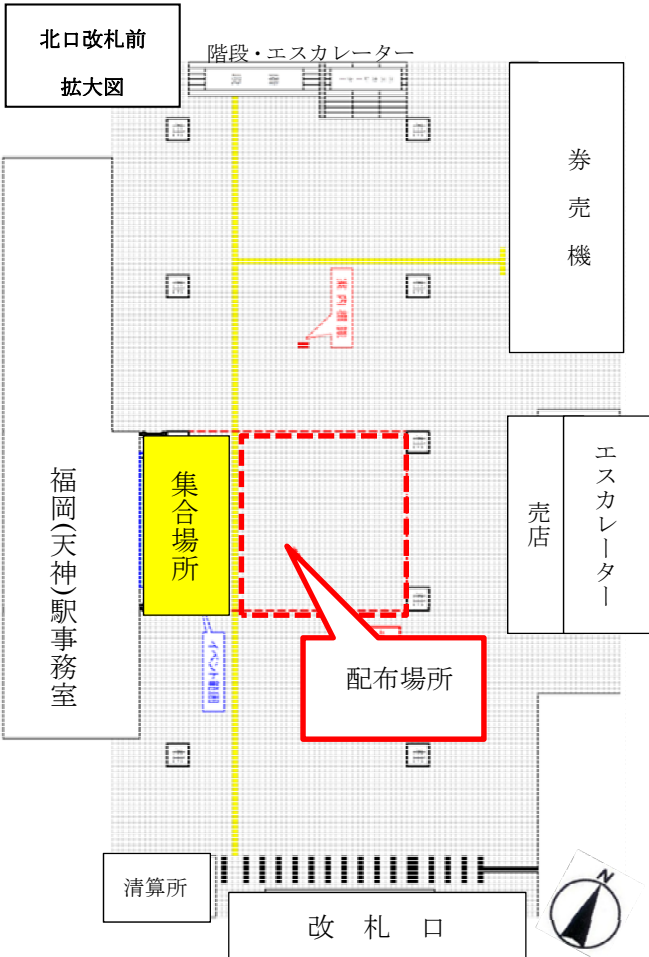 北口改札前
拡大図
階段・エスカレーター
券売機
福岡(天神)駅事務室
集合場所
売店
エスカレーター
配布場所
清算所
改札口
N